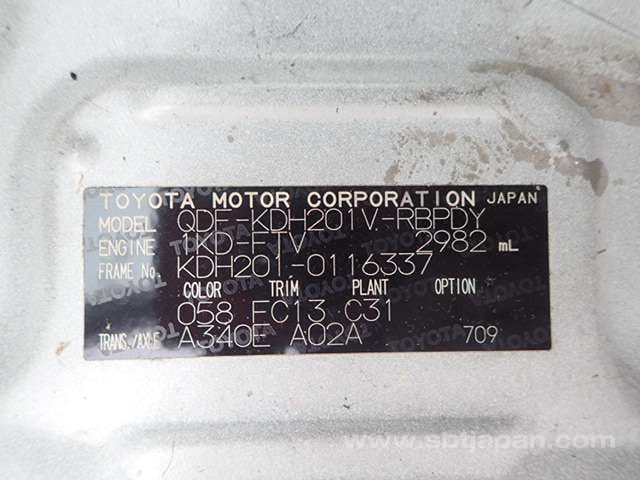 TOYOTA MOTOR CORPORATION JAPAN
MODEL QDF-KDH201V-RBPDY
ENGINE 1KD-FTV 2982 mL
FRAME No. KDH201-0116337
COLOR TRIM PLANT OPTION
058 FC13 C31
TRANS./AXLE A340E A02A 709
www.sbtjapan.com